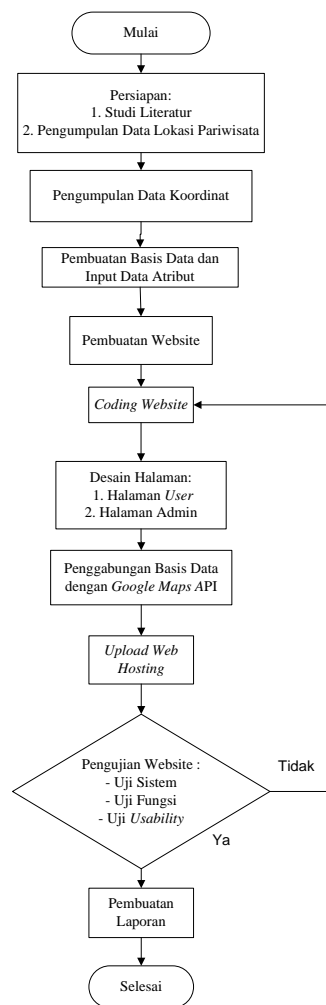 Mulai
Persiapan:
1. Studi Literatur
2. Pengumpulan Data Lokasi Pariwisata
Pengumpulan Data Koordinat
Pembuatan Basis Data dan
Input Data Atribut
Pembuatan Website
Coding Website
Desain Halaman:
1. Halaman User
2. Halaman Admin
Penggabungan Basis Data
dengan Google Maps API
Upload Web
Hosting
Pengujian Website :
- Uji Sistem
- Uji Fungsi
- Uji Usability
Tidak
Ya
Pembuatan
Laporan
Selesai